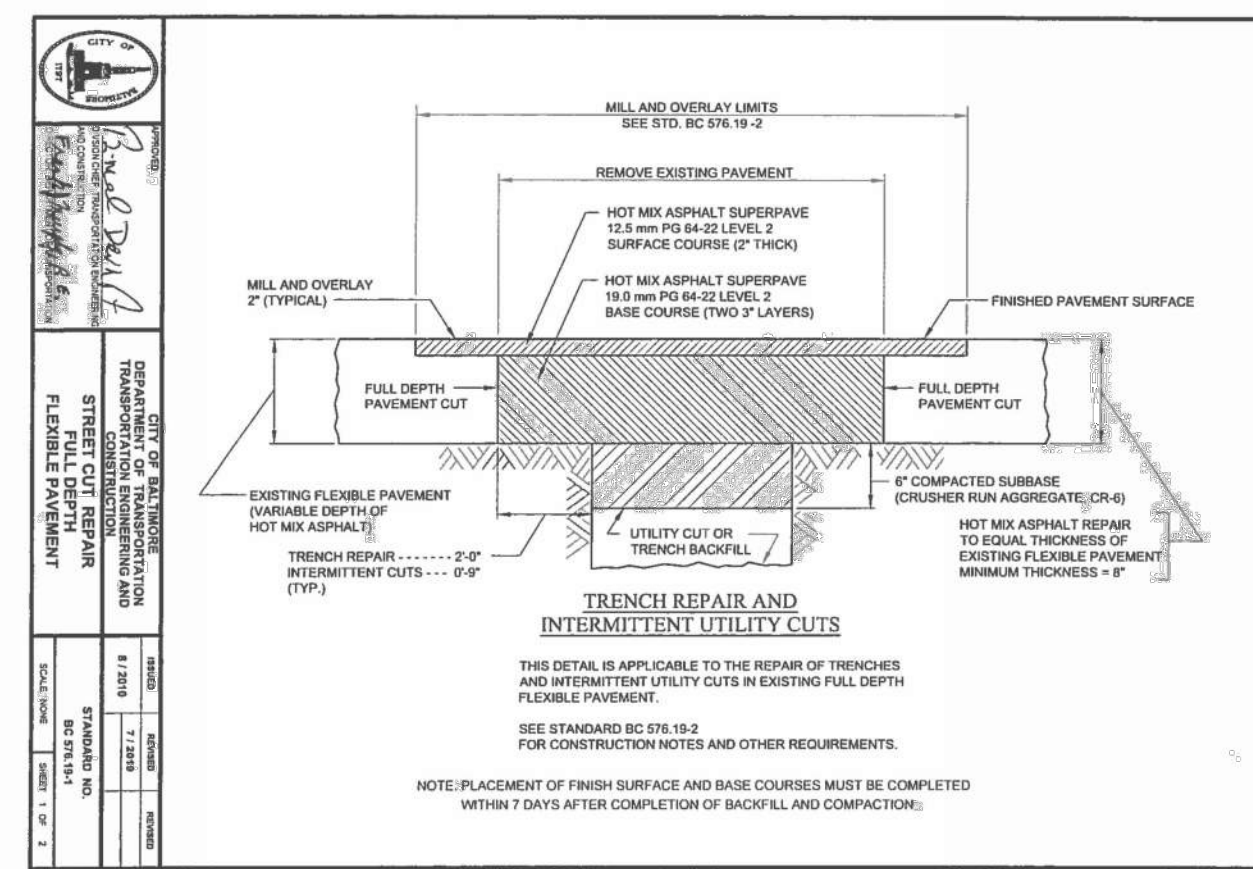 MILL AND OVERLAY LIMITS
SEE STD. BC 576.19 -2
REMOVE EXISTING PAVEMENT
HOT MIX ASPHALT SUPERPAVE
12.5 mm PG 64-22 LEVEL 2
SURFACE COURSE (2" THICK)
HOT MIX ASPHALT SUPERPAVE
19.0 mm PG 64-22 LEVEL 2
BASE COURSE (TWO 3" LAYERS)
MILL AND OVERLAY
2" (TYPICAL)
FINISHED PAVEMENT SURFACE
FULL DEPTH
PAVEMENT CUT
FULL DEPTH
PAVEMENT CUT
EXISTING FLEXIBLE PAVEMENT
(VARIABLE DEPTH OF
HOT MIX ASPHALT)
6" COMPACTED SUBBASE
(CRUSHER RUN AGGREGATE, CR-6)
UTILITY CUT OR
TRENCH BACKFILL
TRENCH REPAIR ------- 2'-0"
INTERMITTENT CUTS --- 0'-9"
(TYP.)
HOT MIX ASPHALT REPAIR
TO EQUAL THICKNESS OF
EXISTING FLEXIBLE PAVEMENT
MINIMUM THICKNESS = 8"
TRENCH REPAIR AND
INTERMITTENT UTILITY CUTS
THIS DETAIL IS APPLICABLE TO THE REPAIR OF TRENCHES
AND INTERMITTENT UTILITY CUTS IN EXISTING FULL DEPTH
FLEXIBLE PAVEMENT.
SEE STANDARD BC 576.19-2
FOR CONSTRUCTION NOTES AND OTHER REQUIREMENTS.
NOTE: PLACEMENT OF FINISH SURFACE AND BASE COURSES MUST BE COMPLETED
WITHIN 7 DAYS AFTER COMPLETION OF BACKFILL AND COMPACTION
CITY OF
BALTIMORE
1797
APPROVED
DIVISION CHIEF, TRANSPORTATION ENGINEERING
AND CONSTRUCTION
TRANSPORTATION
CITY OF BALTIMORE
DEPARTMENT OF TRANSPORTATION
TRANSPORTATION ENGINEERING AND
CONSTRUCTION
STREET CUT REPAIR
FULL DEPTH
FLEXIBLE PAVEMENT
ISSUED
REVISED
REVISED
8 / 2010
7 / 2019
STANDARD NO.
BC 576.19-1
SCALE: NONE
SHEET 1 OF 2